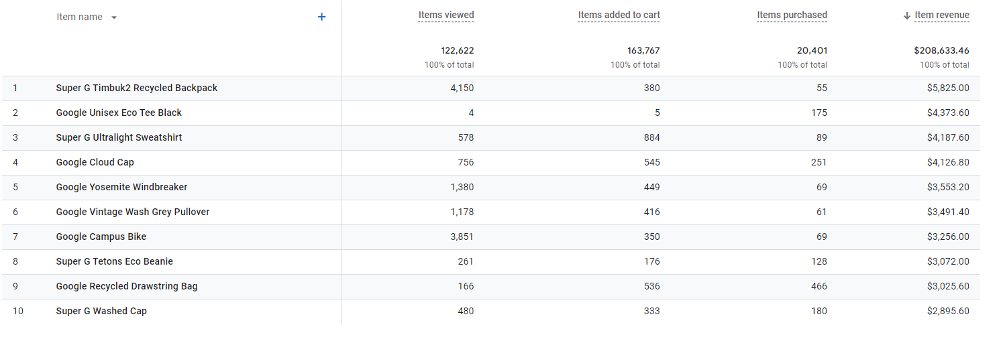 Item name + Items viewed Items added to cart Items purchased ↓ Item revenue
122,622 163,767 20,401 $208,633.46
100% of total 100% of total 100% of total 100% of total
1 Super G Timbuk2 Recycled Backpack 4,150 380 55 $5,825.00
2 Google Unisex Eco Tee Black 4 5 175 $4,373.60
3 Super G Ultralight Sweatshirt 578 884 89 $4,187.60
4 Google Cloud Cap 756 545 251 $4,126.80
5 Google Yosemite Windbreaker 1,380 449 69 $3,553.20
6 Google Vintage Wash Grey Pullover 1,178 416 61 $3,491.40
7 Google Campus Bike 3,851 350 69 $3,256.00
8 Super G Tetons Eco Beanie 261 176 128 $3,072.00
9 Google Recycled Drawstring Bag 166 536 466 $3,025.60
10 Super G Washed Cap 480 333 180 $2,895.60